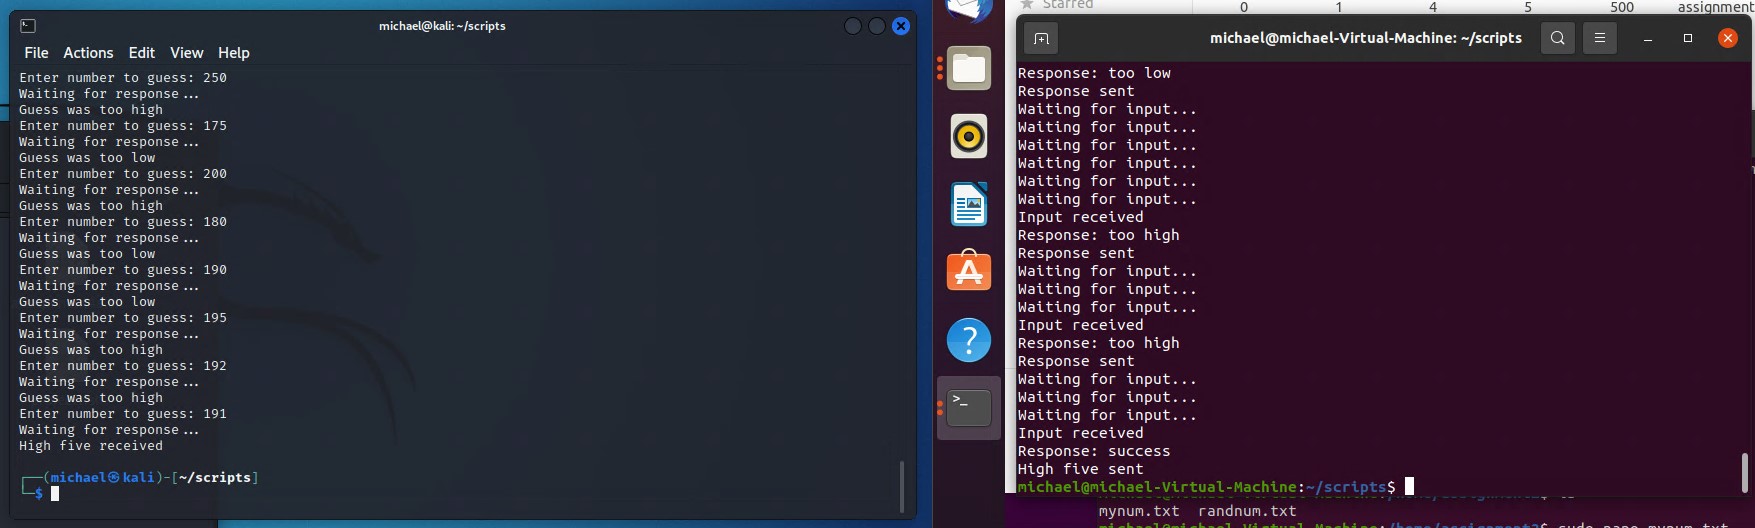 michael@kali: ~/scripts
File Actions Edit View Help
Enter number to guess: 250
Waiting for response...
Guess was too high
Enter number to guess: 175
Waiting for response...
Guess was too low
Enter number to guess: 200
Waiting for response...
Guess was too high
Enter number to guess: 180
Waiting for response...
Guess was too low
Enter number to guess: 190
Waiting for response...
Guess was too low
Enter number to guess: 195
Waiting for response...
Guess was too high
Enter number to guess: 192
Waiting for response...
Guess was too high
Enter number to guess: 191
Waiting for response...
High five received
┌──(michael㉿kali)-[~/scripts]
└─$
Starred
0 1 4 5 500 assignment
michael@michael-Virtual-Machine: ~/scripts
Response: too low
Response sent
Waiting for input...
Waiting for input...
Waiting for input...
Waiting for input...
Waiting for input...
Waiting for input...
Input received
Response: too high
Response sent
Waiting for input...
Waiting for input...
Waiting for input...
Input received
Response: too high
Response sent
Waiting for input...
Waiting for input...
Waiting for input...
Input received
Response: success
High five sent
michael@michael-Virtual-Machine:~/scripts$
mynum.txt randnum.txt